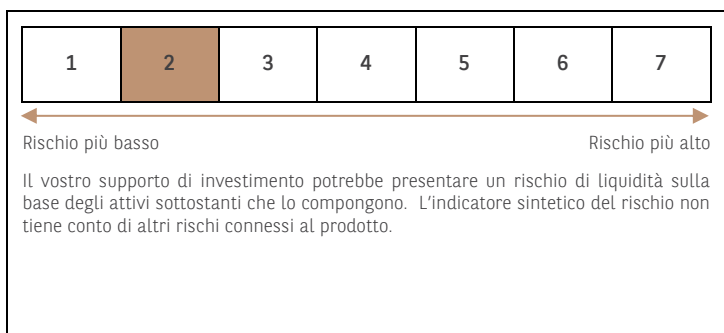 1 2 3 4 5 6 7
Rischio più basso Rischio più alto
Il vostro supporto di investimento potrebbe presentare un rischio di liquidità sulla
base degli attivi sottostanti che lo compongono. L'indicatore sintetico del rischio non
tiene conto di altri rischi connessi al prodotto.